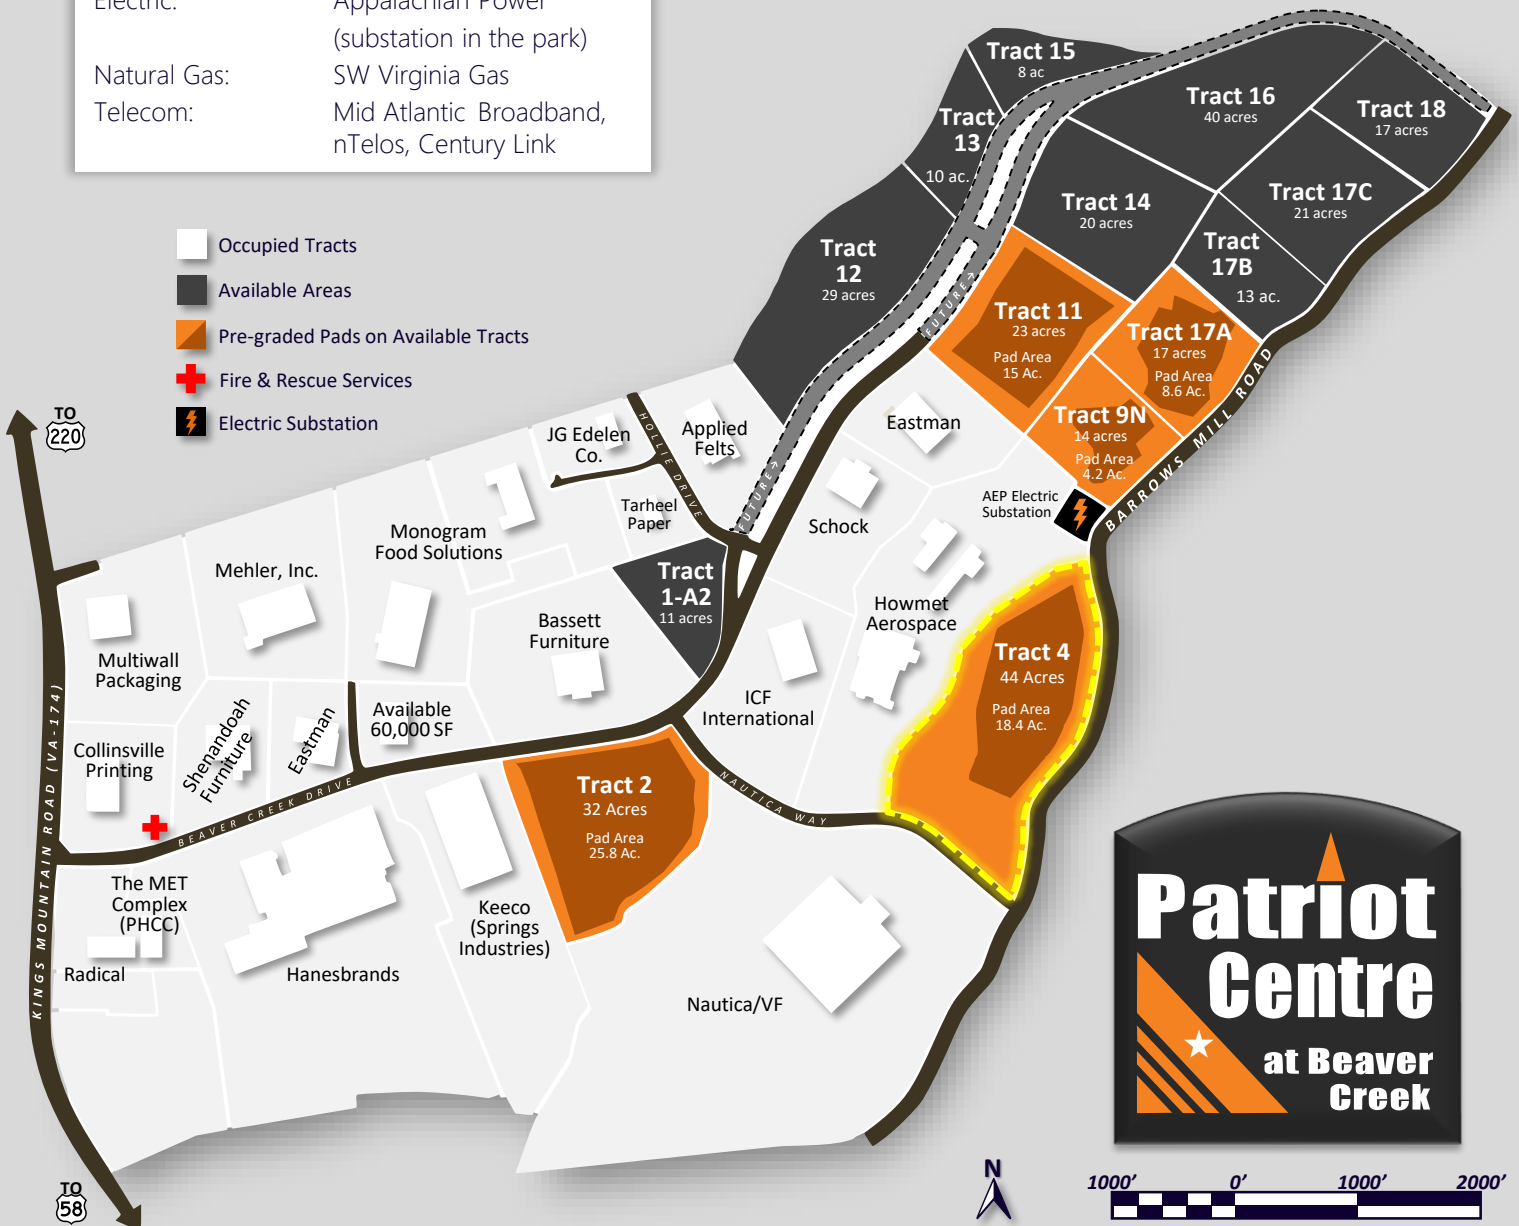 Electric:
Appalachian Power
(substation in the park)
Natural Gas:
SW Virginia Gas
Telecom:
Mid Atlantic Broadband,
nTelos, Century Link
Occupied Tracts
Available Areas
Pre-graded Pads on Available Tracts
Fire & Rescue Services
Electric Substation
TO
220
Tract 15
8 ac
Tract
13
10 ac.
Tract 16
40 acres
Tract 18
17 acres
Tract 14
20 acres
Tract 17C
21 acres
Tract
17B
13 ac.
Tract
12
29 acres
FUTURE
Tract 11
23 acres
Pad Area
15 Ac.
Tract 17A
17 acres
Pad Area
8.6 Ac.
Tract 9N
14 acres
Pad Area
4.2 Ac.
BARROWS MILL ROAD
AEP Electric
Substation
Eastman
JG Edelen
Co.
HOLLIE DRIVE
Applied
Felts
FUTURE
Tarheel
Paper
Schock
Monogram
Food Solutions
Mehler, Inc.
Tract
1-A2
11 acres
Howmet
Aerospace
Bassett
Furniture
Tract 4
44 Acres
Pad Area
18.4 Ac.
Multiwall
Packaging
ICF
International
Available
60,000 SF
Shenandoah
Furniture
Eastman
Collinsville
Printing
KINGS MOUNTAIN ROAD (VA-174)
BEAVER CREEK DRIVE
NAUTICA WAY
Tract 2
32 Acres
Pad Area
25.8 Ac.
The MET
Complex
(PHCC)
Radical
Hanesbrands
Keeco
(Springs
Industries)
Nautica/VF
Patriot
Centre
at Beaver
Creek
TO
58
N
1000’
0’
1000’
2000’